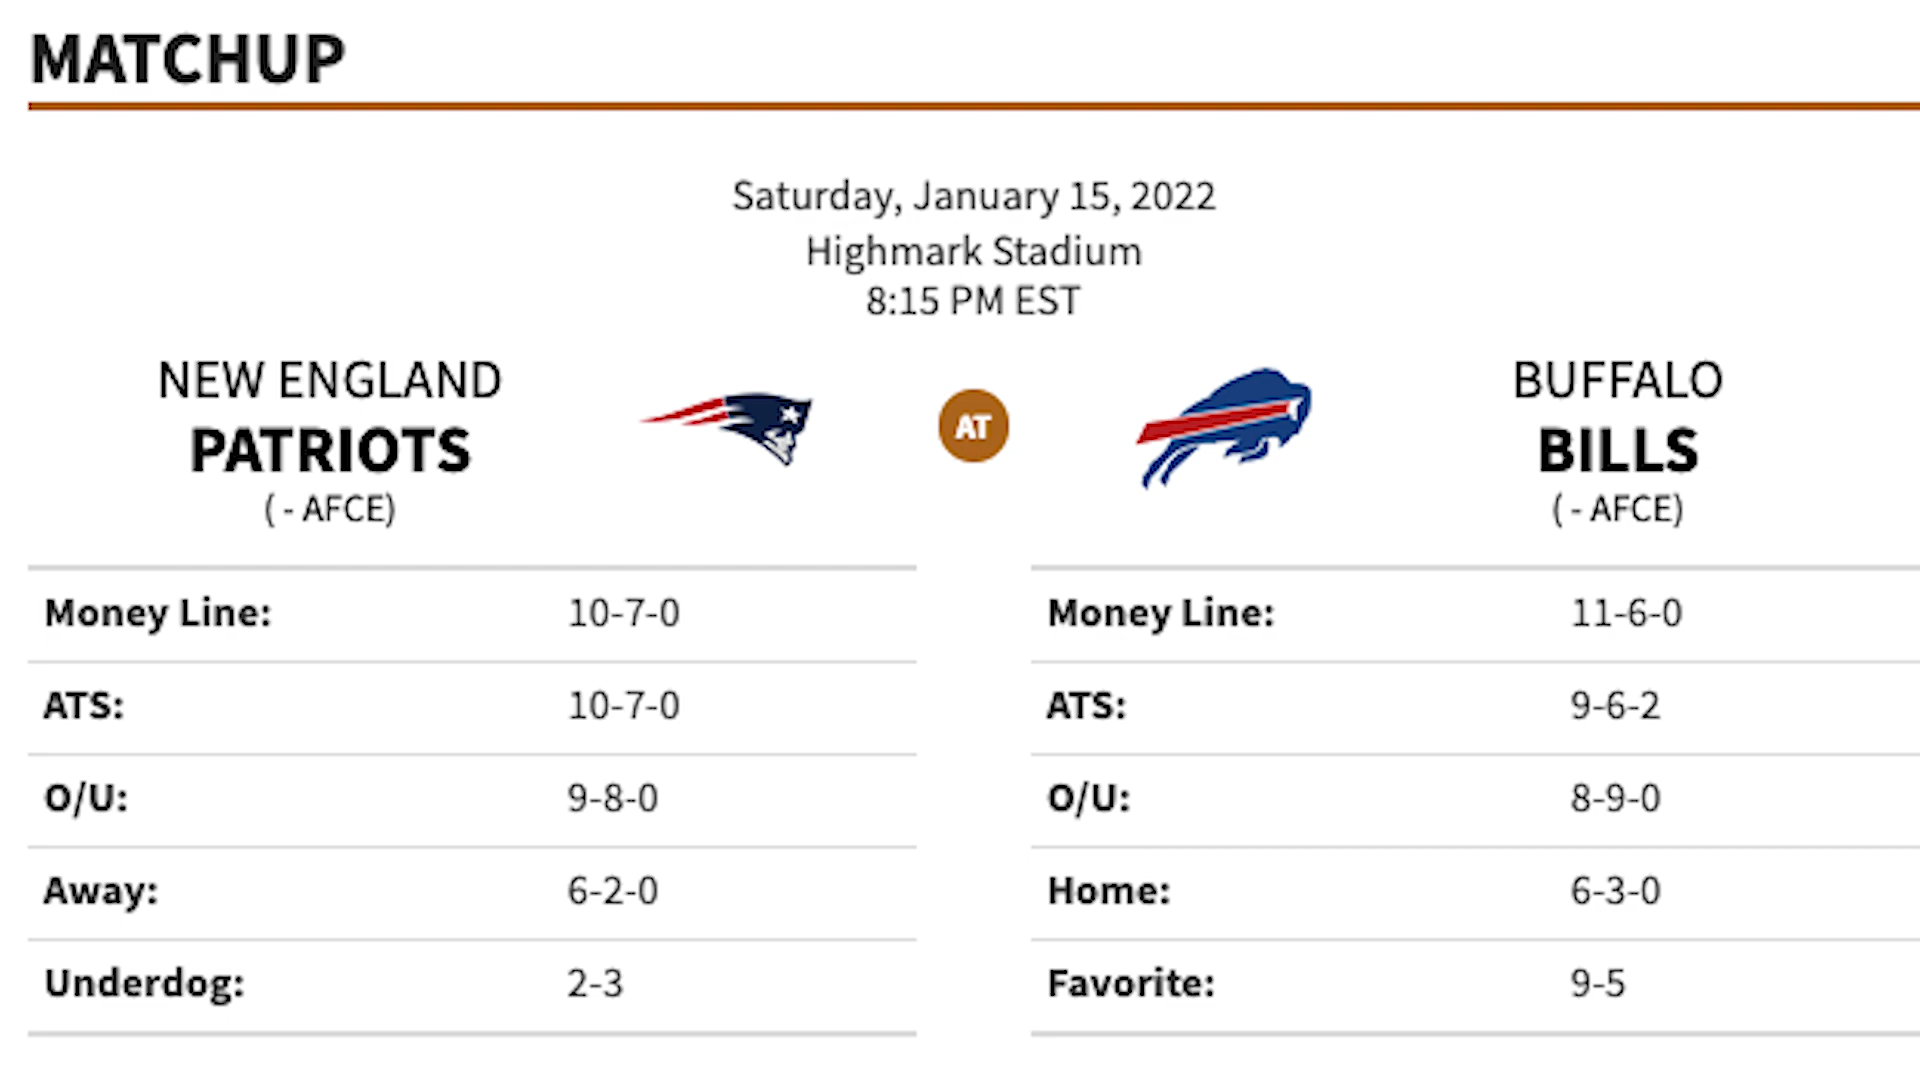 MATCHUP
Saturday, January 15, 2022
Highmark Stadium
8:15 PM EST
NEW ENGLAND
PATRIOTS
( - AFCE)
AT
BUFFALO
BILLS
( - AFCE)
Money Line: 10-7-0
ATS: 10-7-0
O/U: 9-8-0
Away: 6-2-0
Underdog: 2-3
Money Line: 11-6-0
ATS: 9-6-2
O/U: 8-9-0
Home: 6-3-0
Favorite: 9-5